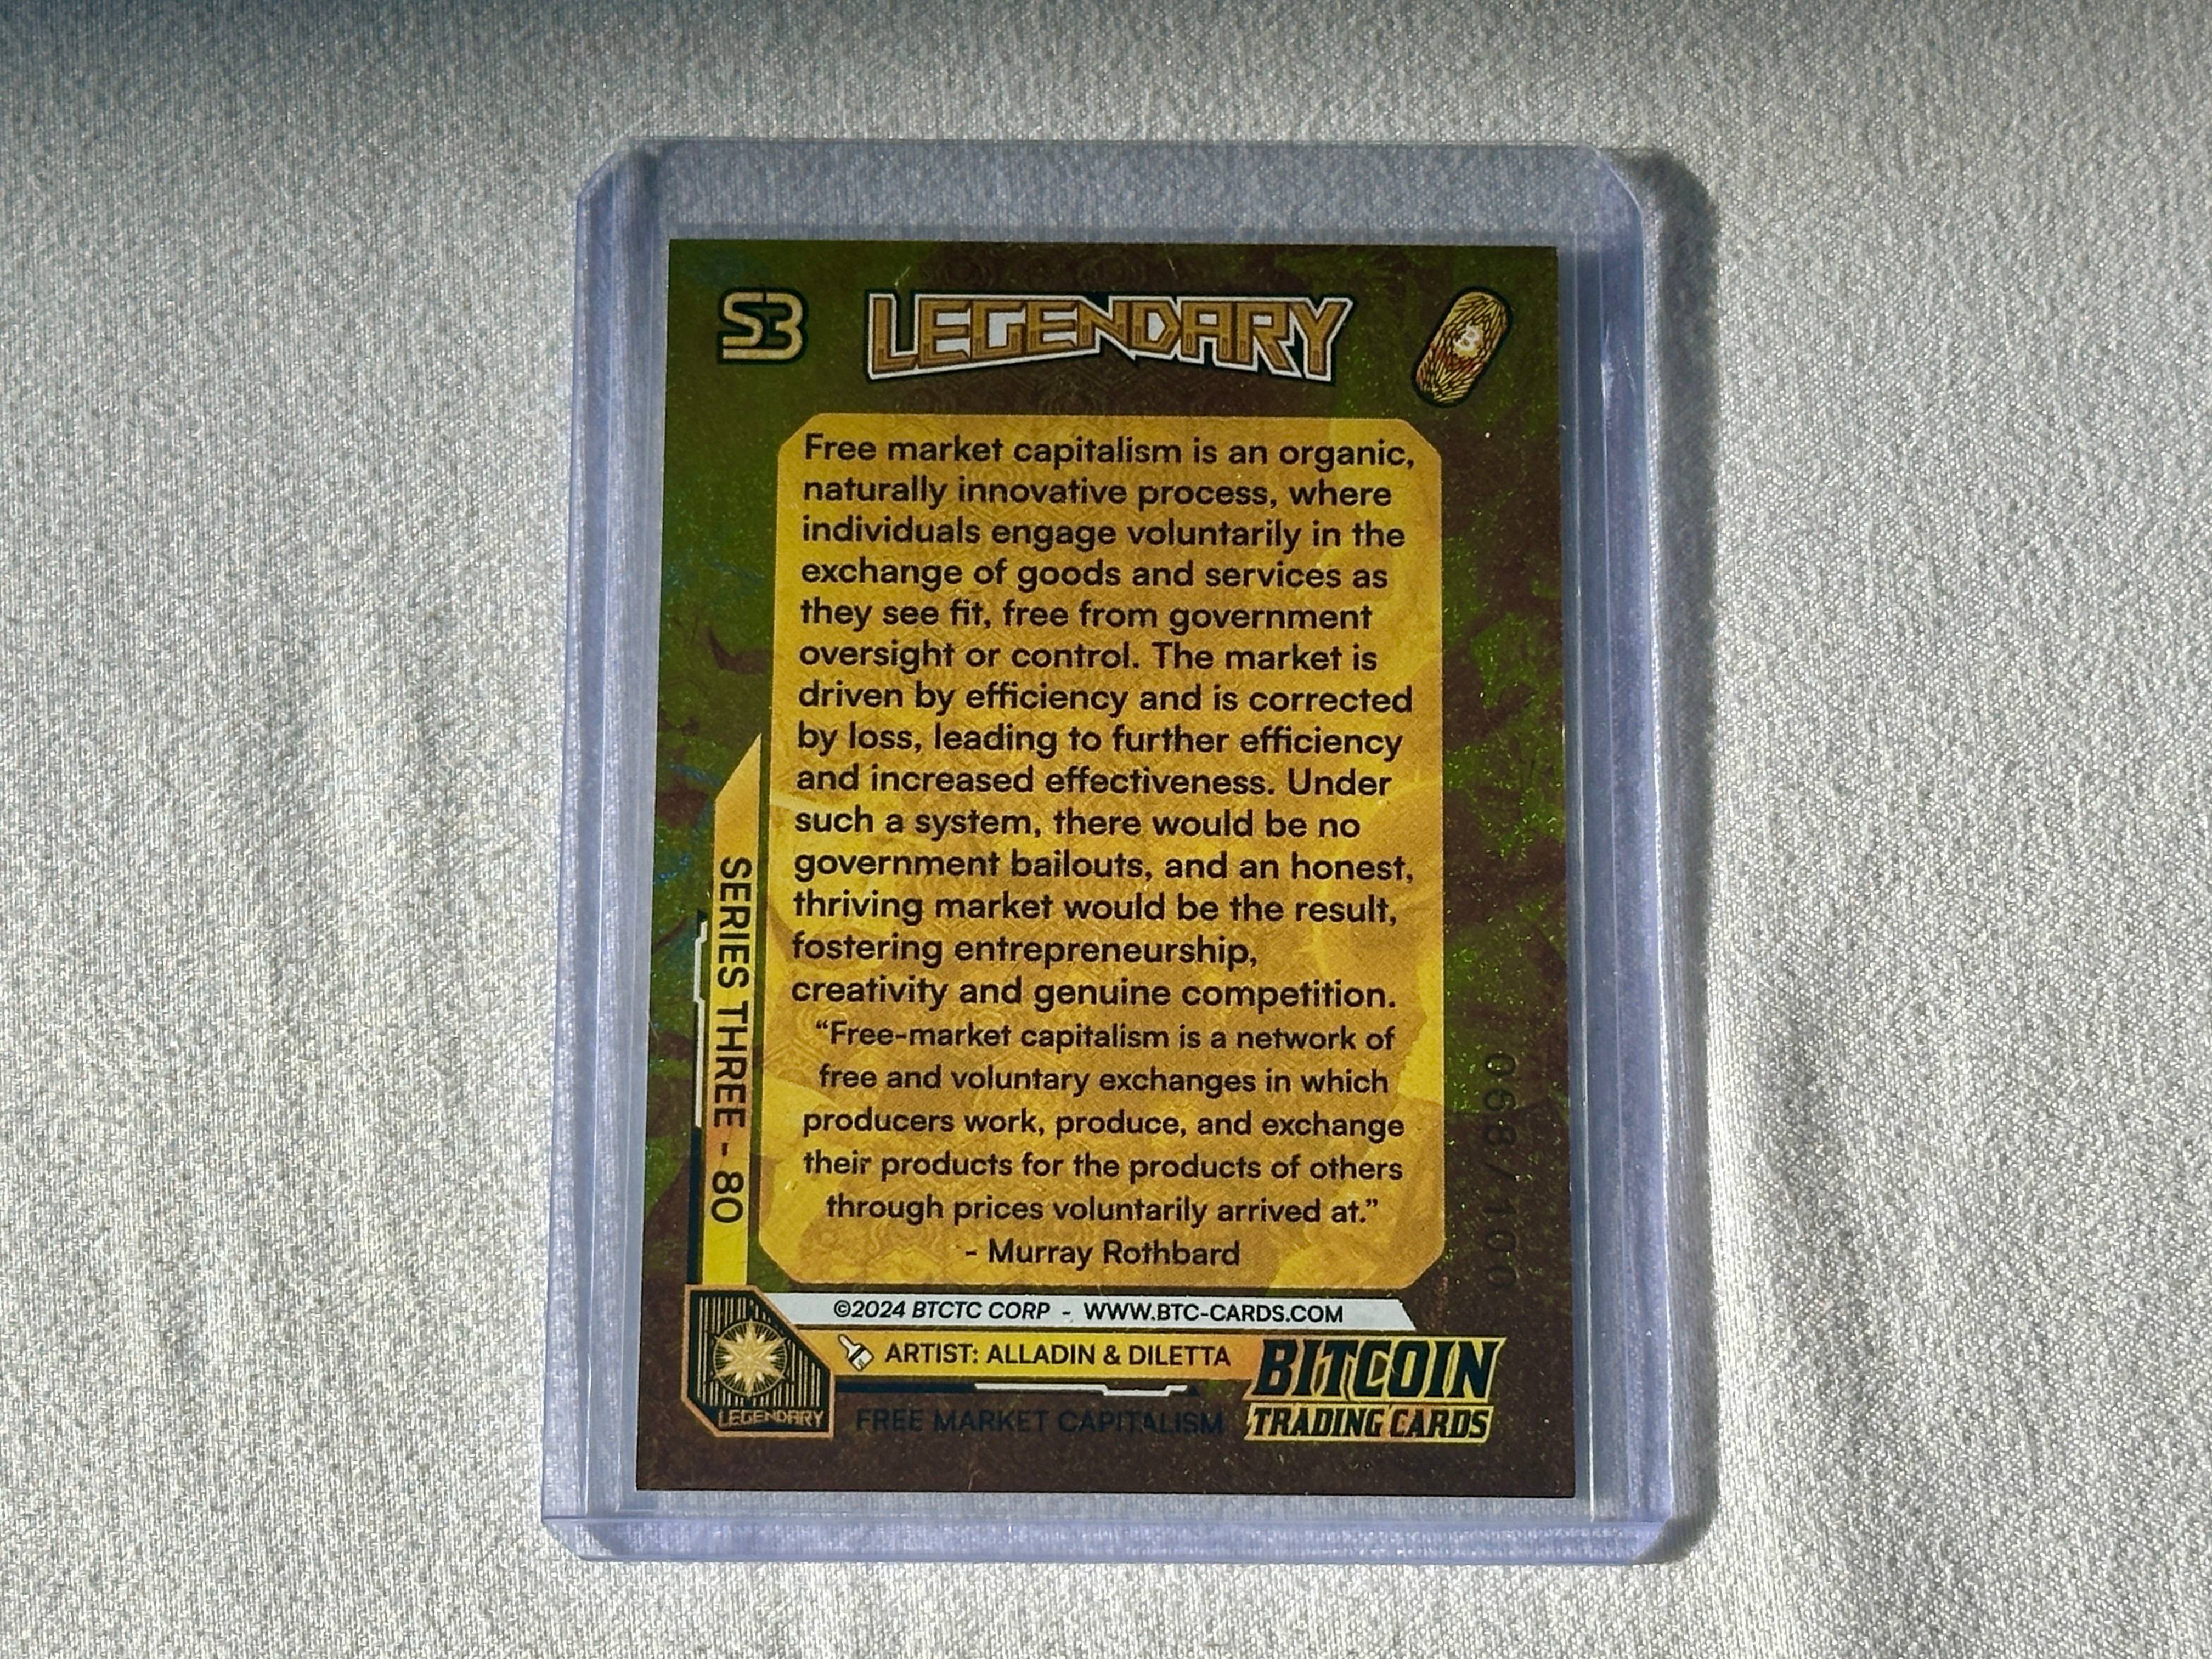 S3
LEGENDARY
B
Free market capitalism is an organic,
naturally innovative process, where
individuals engage voluntarily in the
exchange of goods and services as
they see fit, free from government
oversight or control. The market is
driven by efficiency and is corrected
by loss, leading to further efficiency
and increased effectiveness. Under
such a system, there would be no
government bailouts, and an honest,
thriving market would be the result,
fostering entrepreneurship,
creativity and genuine competition.
“Free-market capitalism is a network of
free and voluntary exchanges in which
producers work, produce, and exchange
their products for the products of others
through prices voluntarily arrived at.”
- Murray Rothbard
SERIES THREE - 80
068/100
©2024 BTCTC CORP - WWW.BTC-CARDS.COM
ARTIST: ALLADIN & DILETTA
LEGENDARY
FREE MARKET CAPITALISM
BITCOIN
TRADING CARDS